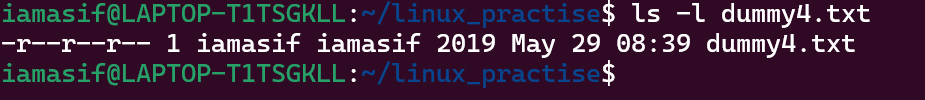 iamasif@LAPTOP-T1TSGKLL:~/linux_practise$ ls -l dummy4.txt
-r--r--r-- 1 iamasif iamasif 2019 May 29 08:39 dummy4.txt
iamasif@LAPTOP-T1TSGKLL:~/linux_practise$